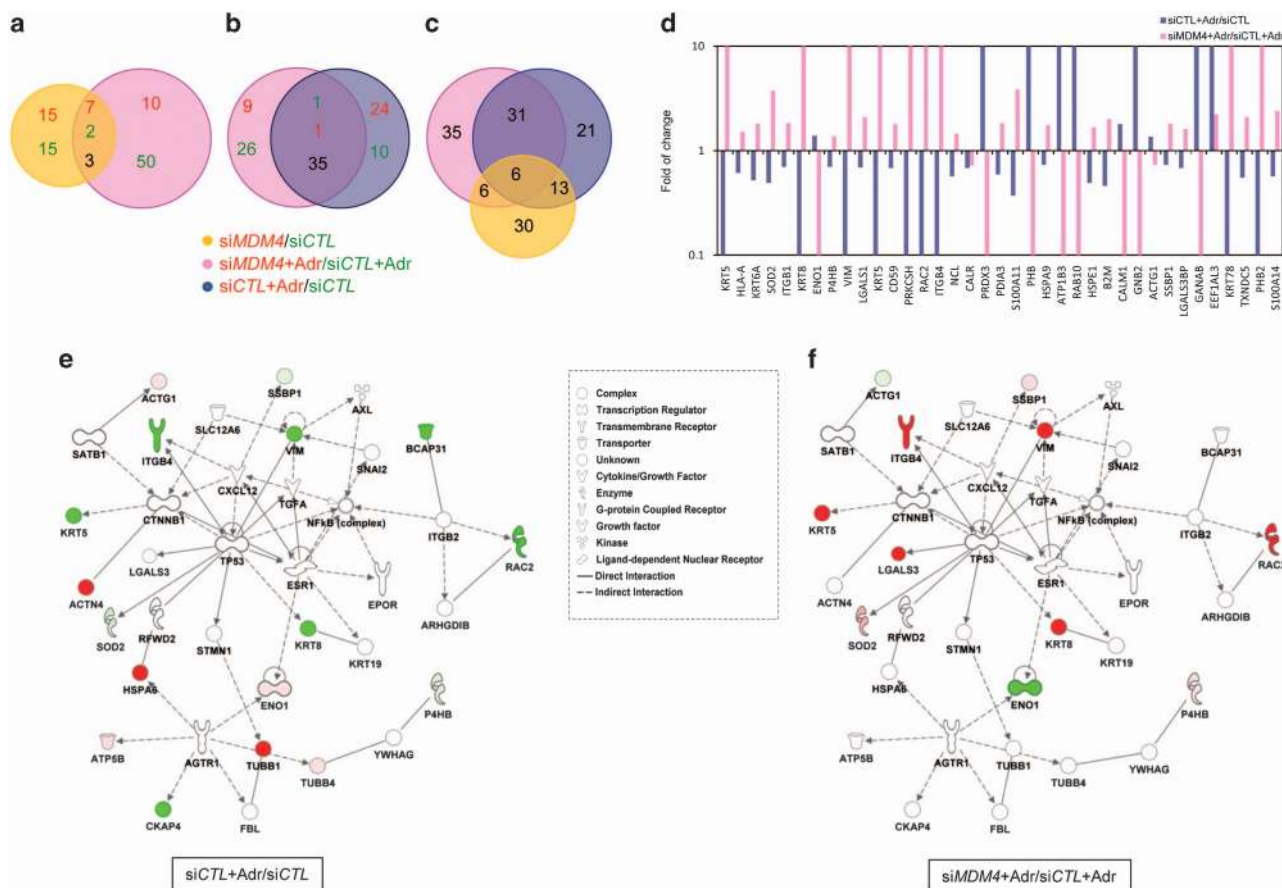 a
b
c
d
15
7
10
2
15
3
50
9
1
24
1
26
35
10
35
31
21
6
6
13
30
siMDM4/siCTL
siMDM4+Adr/siCTL+Adr
siCTL+Adr/siCTL
siCTL+Adr/siCTL
siMDM4+Adr/siCTL+Adr
Fold of change
10
1
0.1
KRT5
HLA-A
KRT6A
SOD2
ITGB1
KRT8
ENO1
P4HB
VIM
LGALS1
KRT5
CD59
PRKCSH
RAC2
ITGB4
NCL
CALR
PRDX3
PDIA3
S100A11
PHB
HSPA9
ATP1B3
RAB10
HSPE1
B2M
CALM1
GNB2
ACTG1
SSBP1
LGALS3BP
GANAB
EEF1AL3
KRT78
TXNDC5
PHB2
S100A14
e
ACTG1
SSBP1
AXL
SLC12A6
SATB1
ITGB4
VIM
BCAP31
SNAI2
CXCL12
TGFA
CTNNB1
NFkB (complex)
KRT5
ITGB2
TP53
RAC2
LGALS3
ESR1
ACTN4
EPOR
ARHGDIB
SOD2
RFWD2
STMN1
KRT8
KRT19
HSPA6
ENO1
P4HB
ATP5B
AGTR1
TUBB1
YWHAG
TUBB4
CKAP4
FBL
siCTL+Adr/siCTL
Complex
Transcription Regulator
Transmembrane Receptor
Transporter
Unknown
Cytokine/Growth Factor
Enzyme
G-protein Coupled Receptor
Growth factor
Kinase
Ligand-dependent Nuclear Receptor
Direct Interaction
Indirect Interaction
f
ACTG1
SSBP1
AXL
SLC12A6
SATB1
ITGB4
VIM
BCAP31
SNAI2
CXCL12
TGFA
CTNNB1
NFkB (complex)
KRT5
ITGB2
TP53
RAC2
LGALS3
ESR1
ACTN4
EPOR
ARHGDIB
SOD2
RFWD2
STMN1
KRT8
KRT19
HSPA6
ENO1
P4HB
ATP5B
AGTR1
TUBB1
YWHAG
TUBB4
CKAP4
FBL
siMDM4+Adr/siCTL+Adr